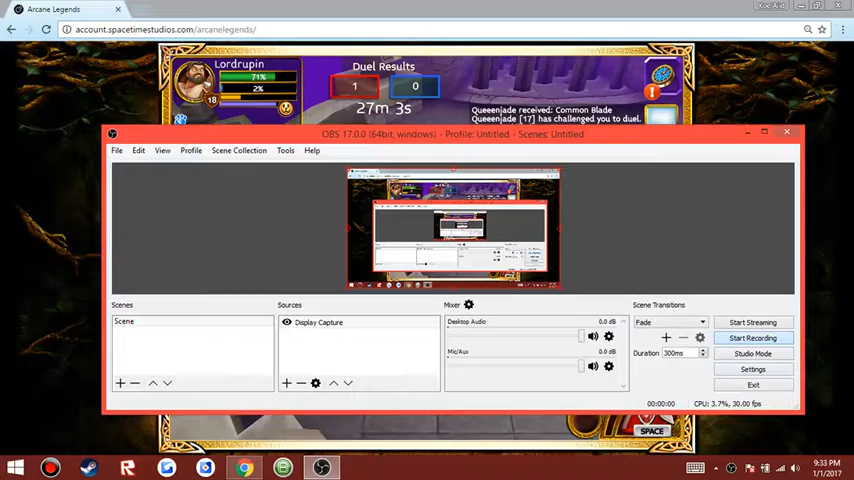 Arcane Legends
Koo Aid
account.spacetimestudios.com/arcanelegends/
Lordrupin
71%
2%
18
Duel Results
1 0
27m 3s
Queenjade received: Common Blade
Queenjade [17] has challenged you to duel.
OBS 17.0.0 (64bit, windows) - Profile: Untitled - Scenes: Untitled
File Edit View Profile Scene Collection Tools Help
Scenes Sources Mixer Scene Transitions
Scene
Display Capture
Desktop Audio 0.0 dB
Mic/Aux 0.0 dB
Fade
Duration 300ms
Start Streaming
Start Recording
Studio Mode
Settings
Exit
00:00:00 CPU: 3.7%, 30.00 fps
SPACE
9:33 PM
1/1/2017